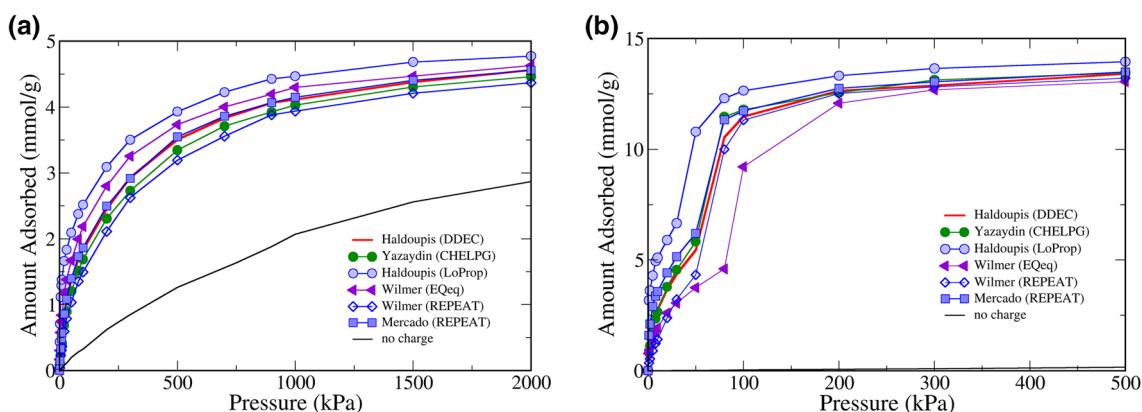 (a)
5
4
3
2
1
0
Amount Adsorbed (mmol/g)
Haldoupis (DDEC)
Yazaydin (CHELPG)
Haldoupis (LoProp)
Wilmer (EQeq)
Wilmer (REPEAT)
Mercado (REPEAT)
no charge
0 500 1000 1500 2000
Pressure (kPa)
(b)
15
10
5
0
Amount Adsorbed (mmol/g)
Haldoupis (DDEC)
Yazaydin (CHELPG)
Haldoupis (LoProp)
Wilmer (EQeq)
Wilmer (REPEAT)
Mercado (REPEAT)
no charge
0 100 200 300 400 500
Pressure (kPa)